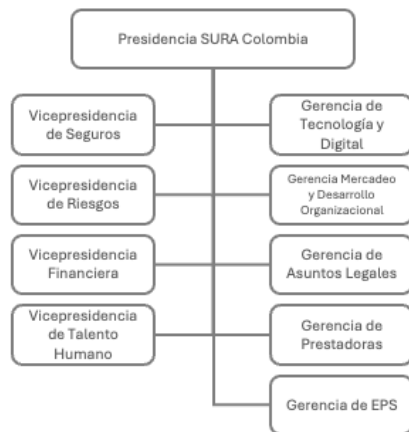 Presidencia SURA Colombia
Vicepresidencia
de Seguros
Gerencia de
Tecnología y
Digital
Vicepresidencia
de Riesgos
Gerencia Mercadeo
y Desarrollo
Organizacional
Vicepresidencia
Financiera
Gerencia de
Asuntos Legales
Vicepresidencia
de Talento
Humano
Gerencia de
Prestadoras
Gerencia de EPS